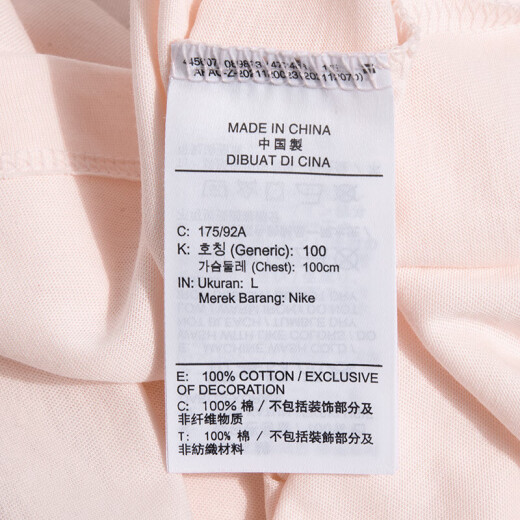 MADE IN CHINA
中国製
DIBUAT DI CINA
C: 175/92A
K: 호칭 (Generic): 100
가슴둘레 (Chest): 100cm
IN: Ukuran: L
Merek Barang: Nike
E: 100% COTTON / EXCLUSIVE
OF DECORATION
C: 100% 棉 / 不包括装饰部分及
非纤维物质
T: 100% 棉 / 不包括裝飾部分及
非紡織材料